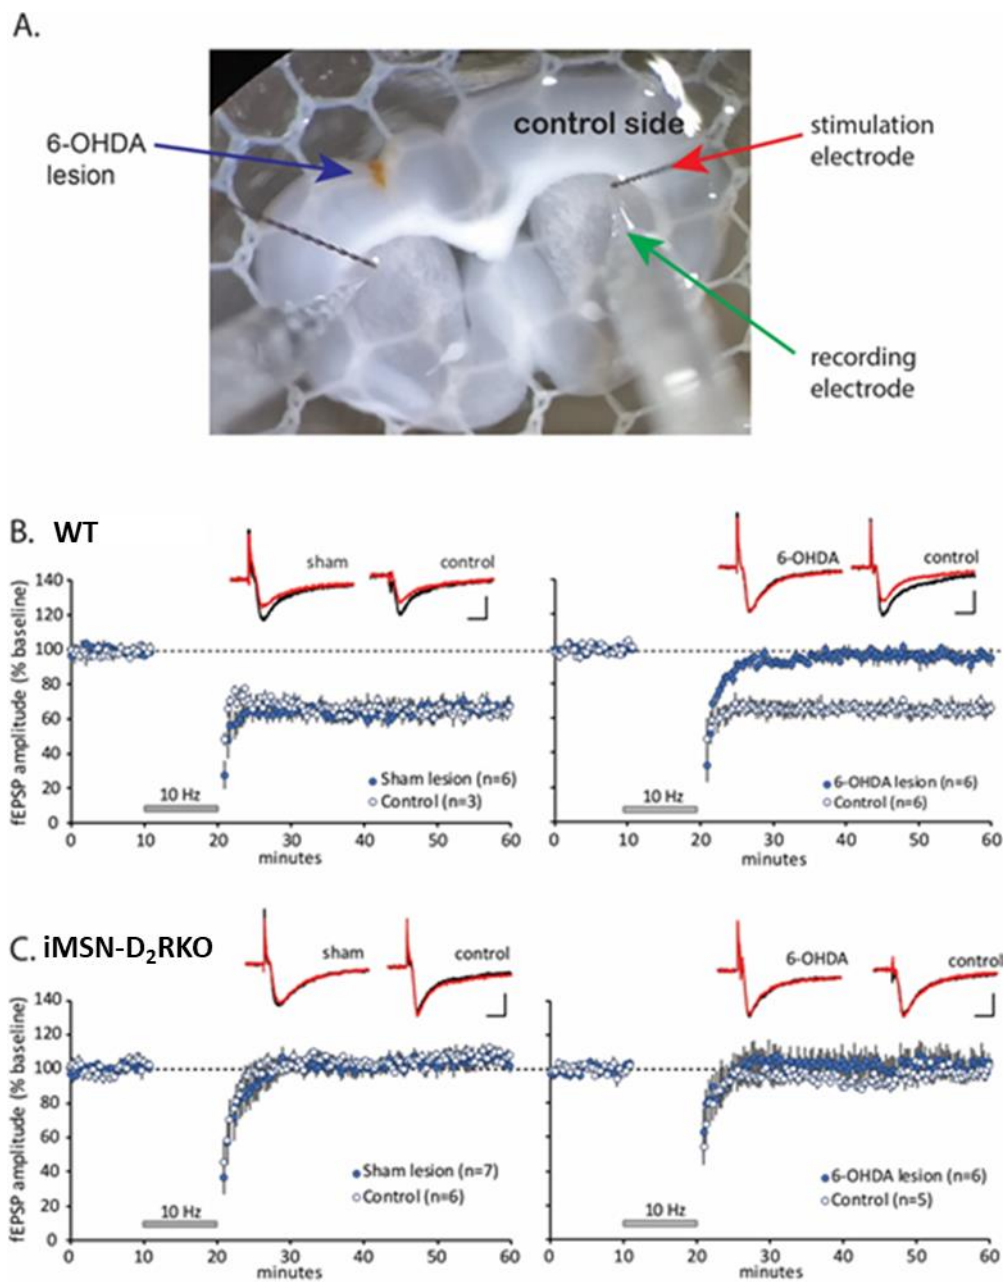 A.
6-OHDA
lesion
control side
stimulation
electrode
recording
electrode
B. WT
sham
control
140
120
100
80
60
40
20
0
fEPSP amplitude (% baseline)
Sham lesion (n=6)
Control (n=3)
10 Hz
0 10 20 30 40 50 60
minutes
6-OHDA
control
6-OHDA lesion (n=6)
Control (n=6)
10 Hz
0 10 20 30 40 50 60
minutes
C. iMSN-D₂RKO
sham
control
140
120
100
80
60
40
20
0
fEPSP amplitude (% baseline)
Sham lesion (n=7)
Control (n=6)
10 Hz
0 10 20 30 40 50 60
minutes
6-OHDA
control
6-OHDA lesion (n=6)
Control (n=5)
10 Hz
0 10 20 30 40 50 60
minutes